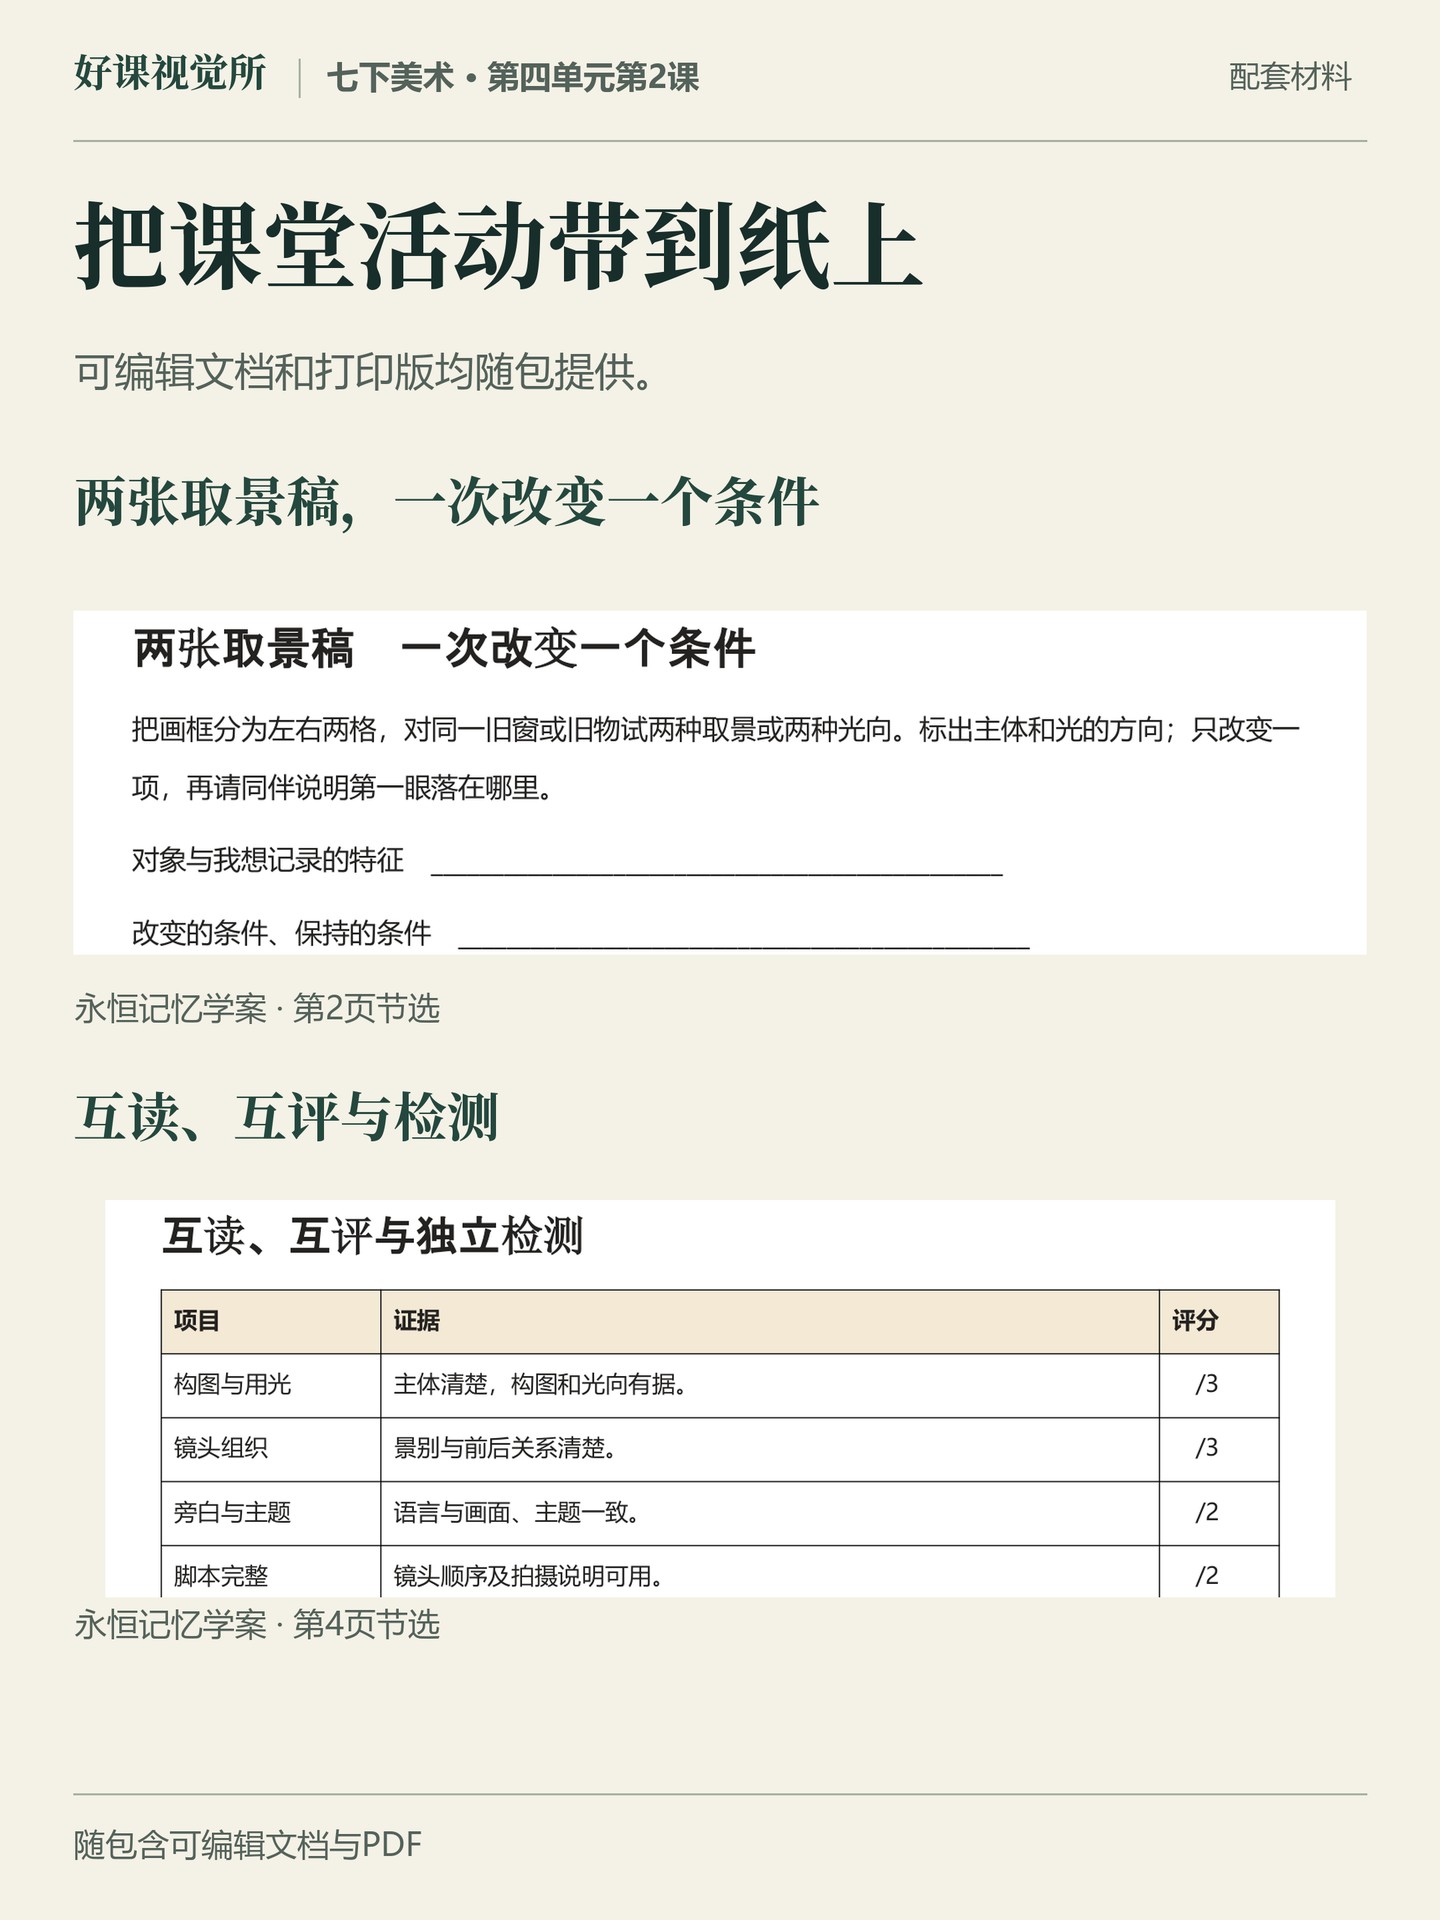 好课视觉所 七下美术·第四单元第2课 配套材料
把课堂活动带到纸上
可编辑文档和打印版均随包提供。
两张取景稿，一次改变一个条件
两张取景稿 一次改变一个条件
把画框分为左右两格，对同一旧窗或旧物试两种取景或两种光向。标出主体和光的方向；只改变一
项，再请同伴说明第一眼落在哪里。
对象与我想记录的特征
改变的条件、保持的条件
永恒记忆学案·第2页节选
互读、互评与检测
互读、互评与独立检测
项目 证据 评分
构图与用光 主体清楚，构图和光向有据。 /3
镜头组织 景别与前后关系清楚。 /3
旁白与主题 语言与画面、主题一致。 /2
脚本完整 镜头顺序及拍摄说明可用。 /2
永恒记忆学案·第4页节选
随包含可编辑文档与PDF